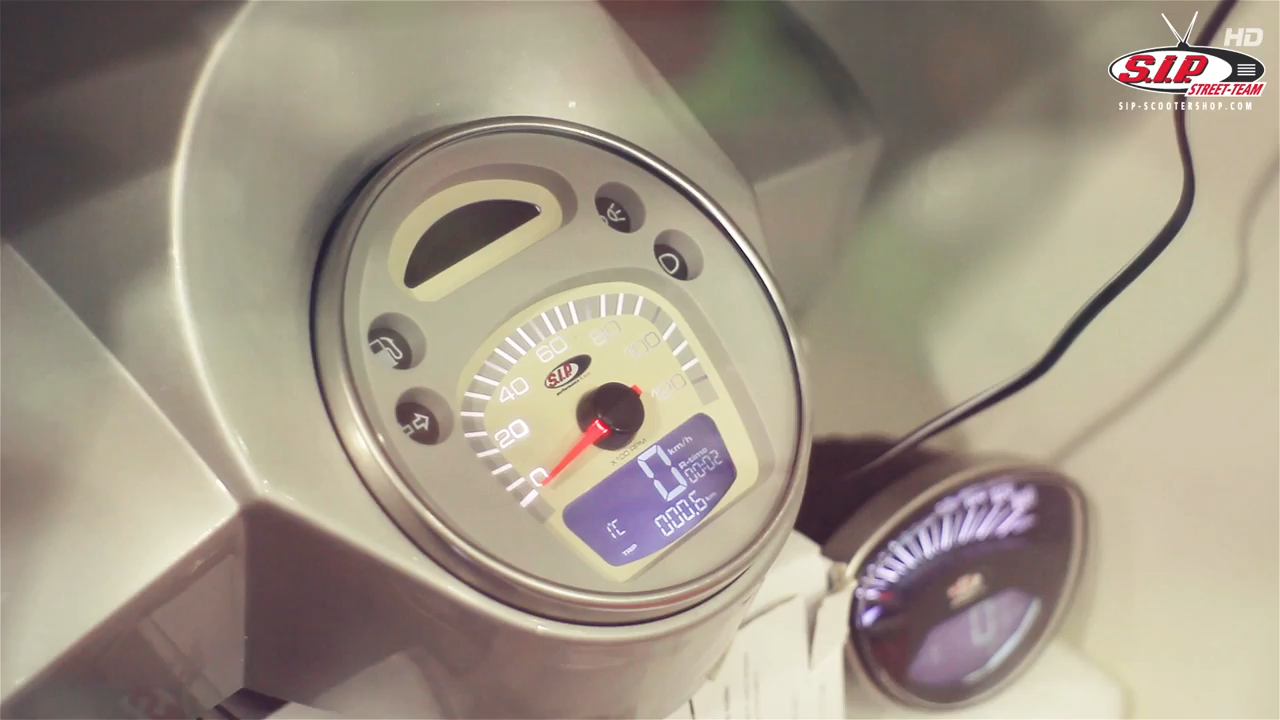 HD
S.I.P.
STREET-TEAM
SIP-SCOOTERSHOP.COM
0
20
40
60
80
100
120
S.I.P.
X100 RPM
0 km/h
R-time
00:02
000.6 km
TRIP
0